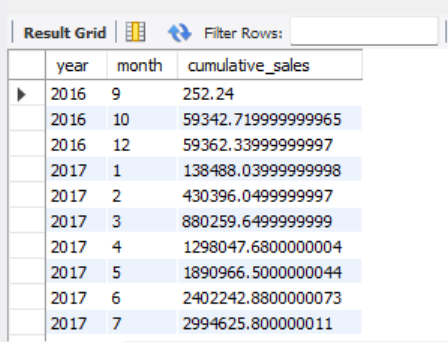 Result Grid Filter Rows:
year month cumulative_sales
2016 9 252.24
2016 10 59342.719999999965
2016 12 59362.33999999997
2017 1 138488.03999999998
2017 2 430396.0499999997
2017 3 880259.6499999999
2017 4 1298047.6800000004
2017 5 1890966.5000000044
2017 6 2402242.8800000073
2017 7 2994625.800000011